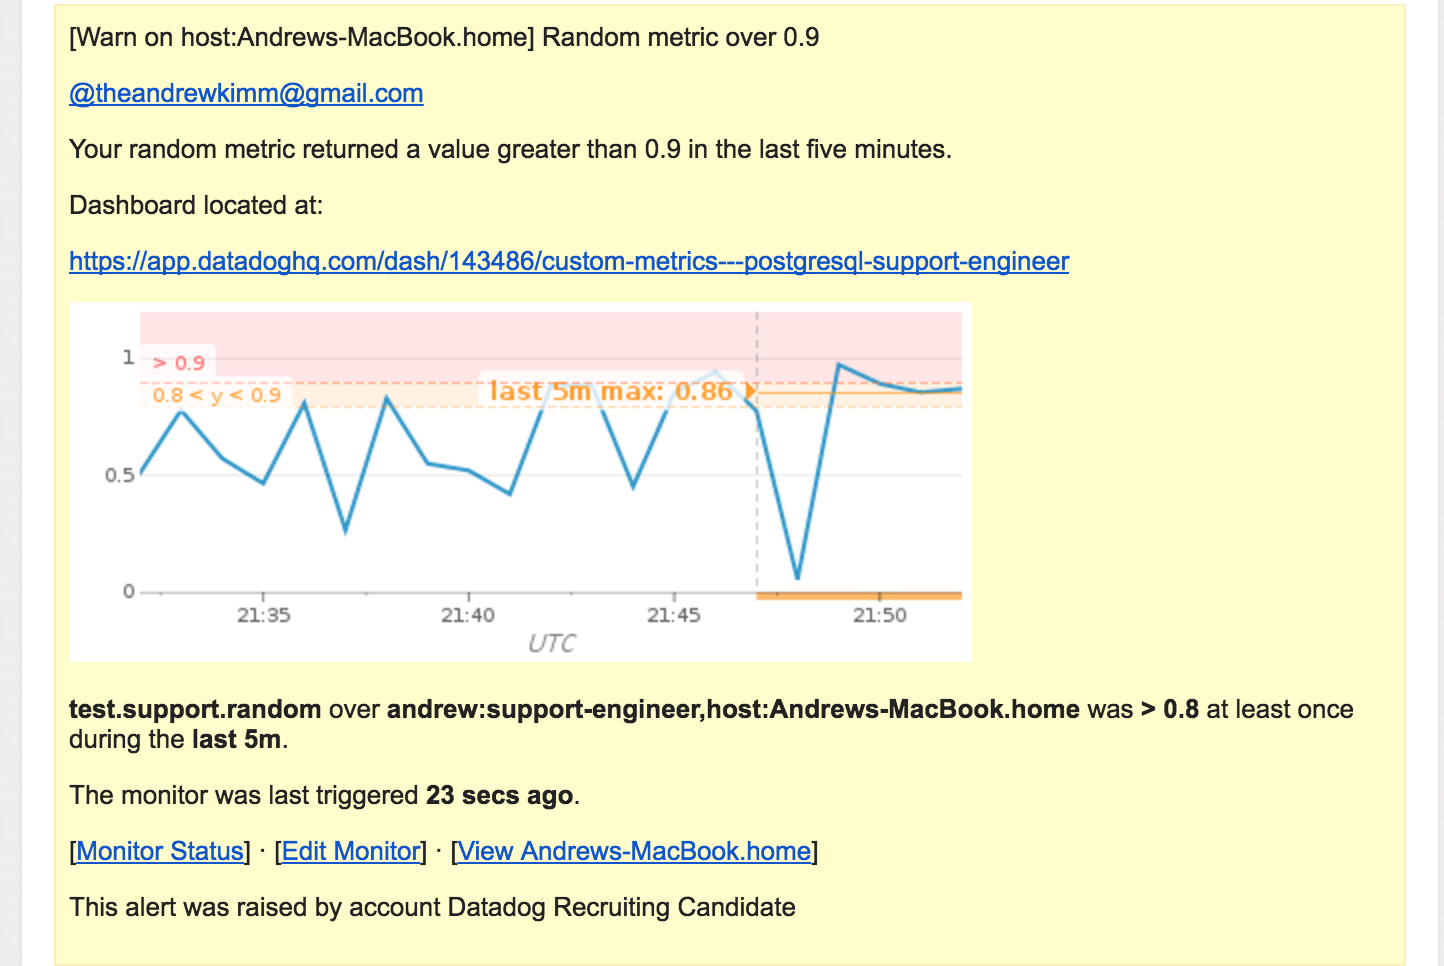 [Warn on host:Andrews-MacBook.home] Random metric over 0.9
@theandrewkimm@gmail.com
Your random metric returned a value greater than 0.9 in the last five minutes.
Dashboard located at:
https://app.datadoghq.com/dash/143486/custom-metrics---postgresql-support-engineer
1
> 0.9
0.8 < y < 0.9
last 5m max: 0.86
0.5
0
21:35 21:40 21:45 21:50
UTC
test.support.random over andrew:support-engineer,host:Andrews-MacBook.home was > 0.8 at least once
during the last 5m.
The monitor was last triggered 23 secs ago.
[Monitor Status] · [Edit Monitor] · [View Andrews-MacBook.home]
This alert was raised by account Datadog Recruiting Candidate